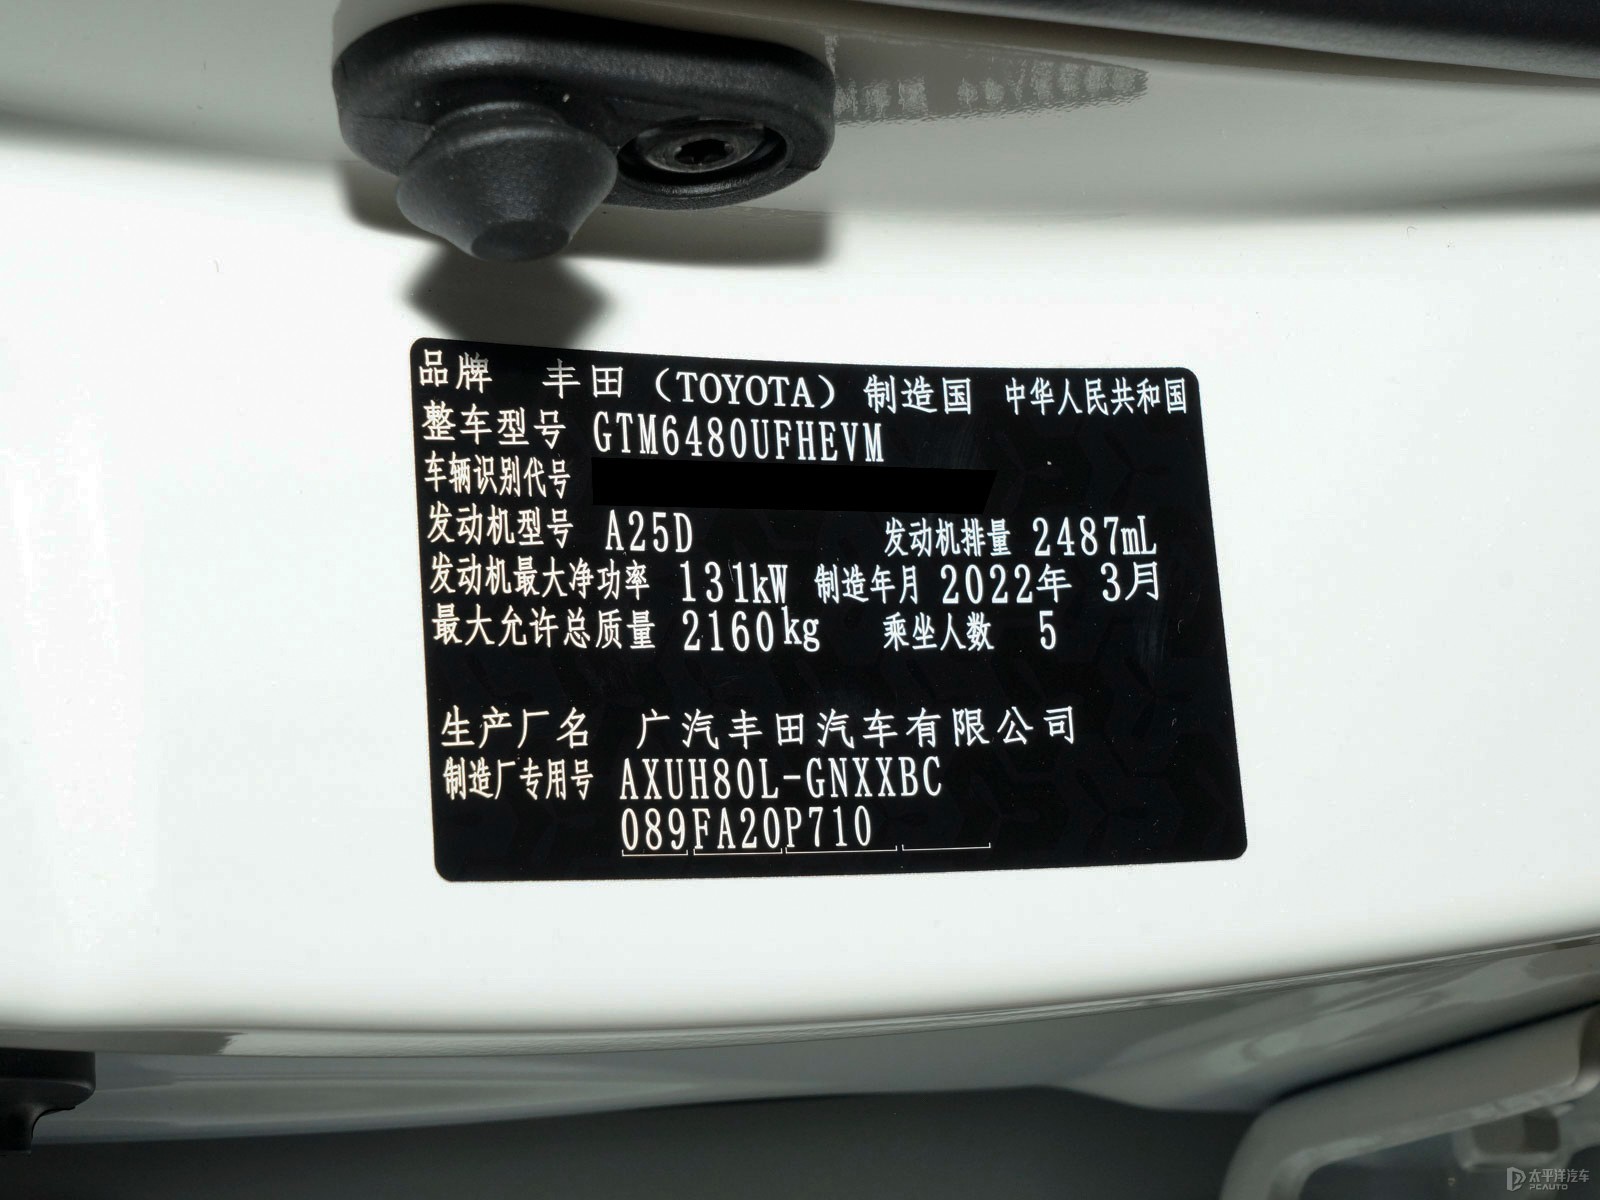 品牌 丰田（TOYOTA）制造国 中华人民共和国
整车型号 GTM6480UFHEVM
车辆识别代号
发动机型号 A25D 发动机排量 2487mL
发动机最大净功率 131kW 制造年月 2022年 3月
最大允许总质量 2160kg 乘坐人数 5
生产厂名 广汽丰田汽车有限公司
制造厂专用号 AXUH80L-GNXXBC
089FA20P710
太平洋汽车
PCAUTO